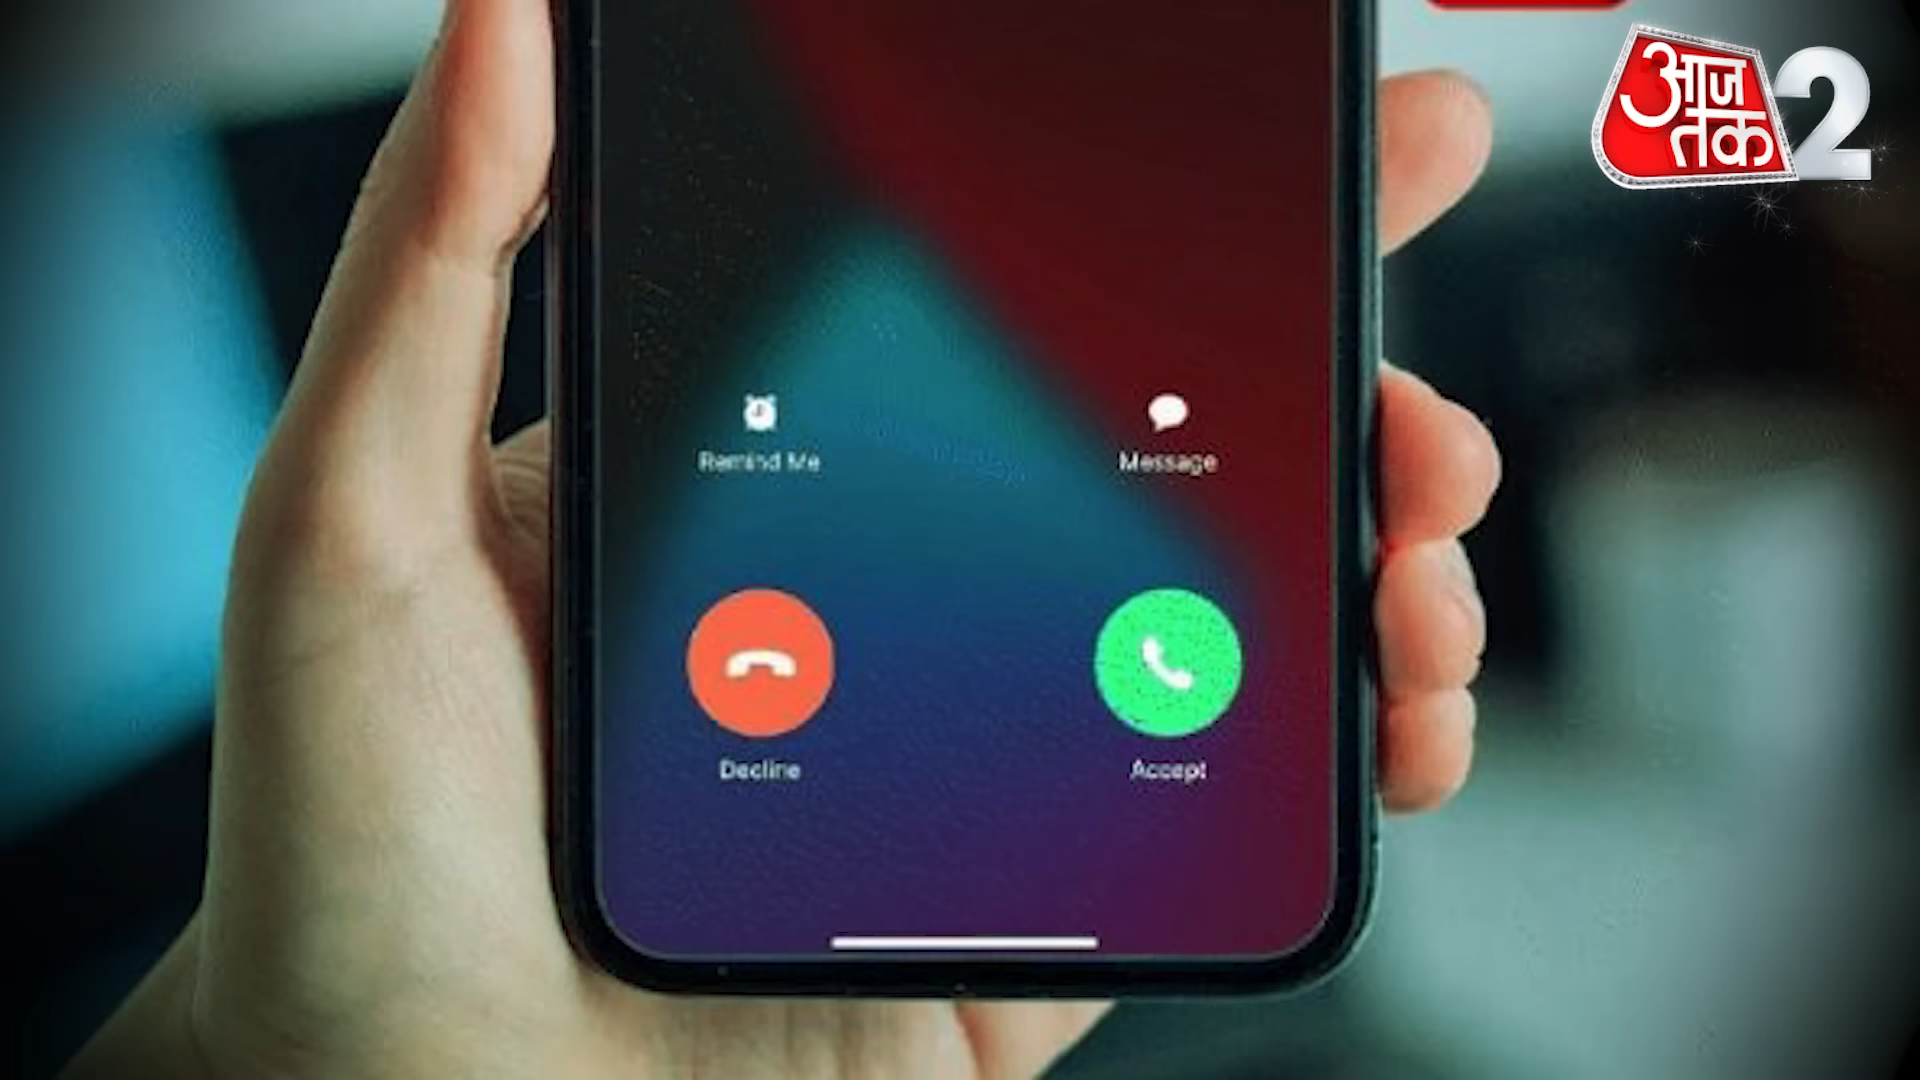 आज
तक 2
Remind Me
Message
Decline
Accept